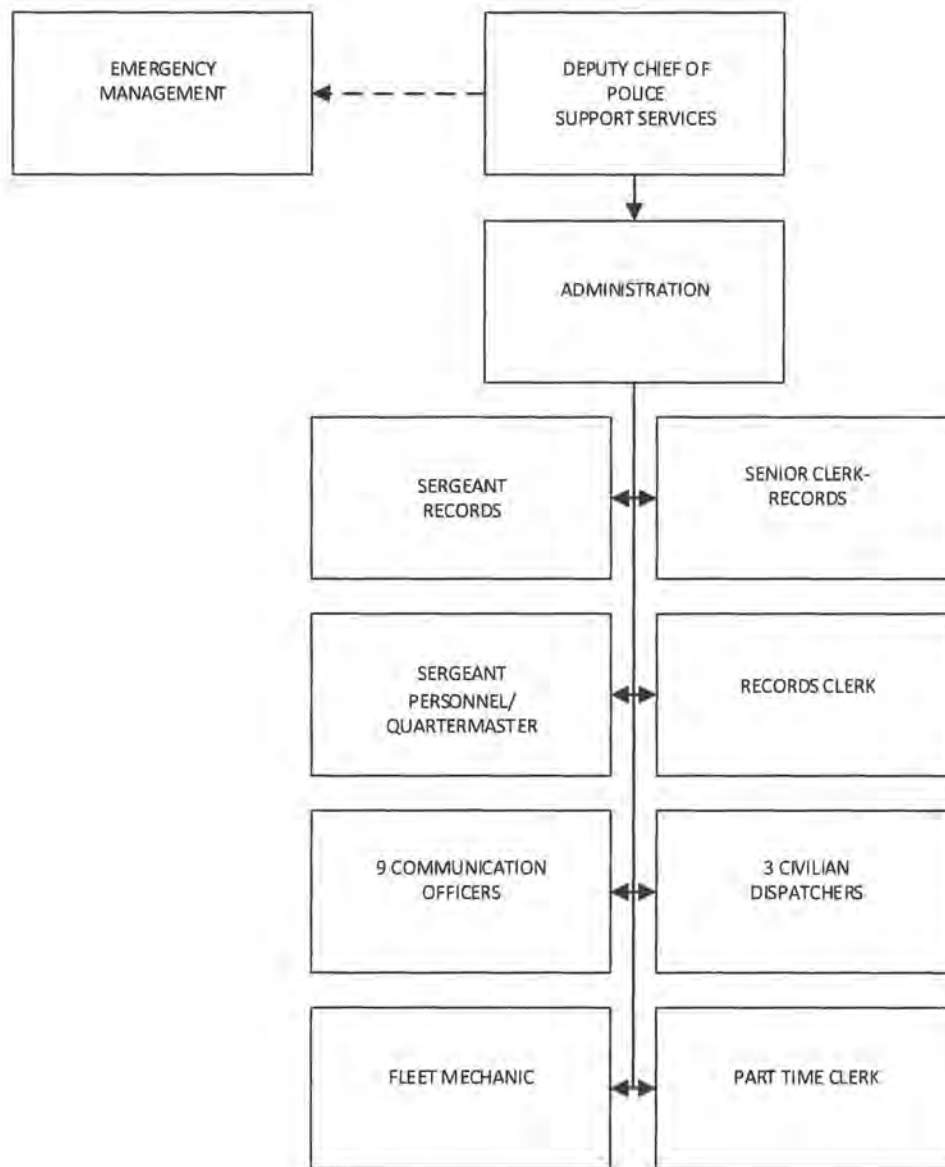 EMERGENCY
MANAGEMENT
DEPUTY CHIEF OF
POLICE
SUPPORT SERVICES
ADMINISTRATION
SERGEANT
RECORDS
SENIOR CLERK-
RECORDS
SERGEANT
PERSONNEL/
QUARTERMASTER
RECORDS CLERK
9 COMMUNICATION
OFFICERS
3 CIVILIAN
DISPATCHERS
FLEET MECHANIC
PART TIME CLERK